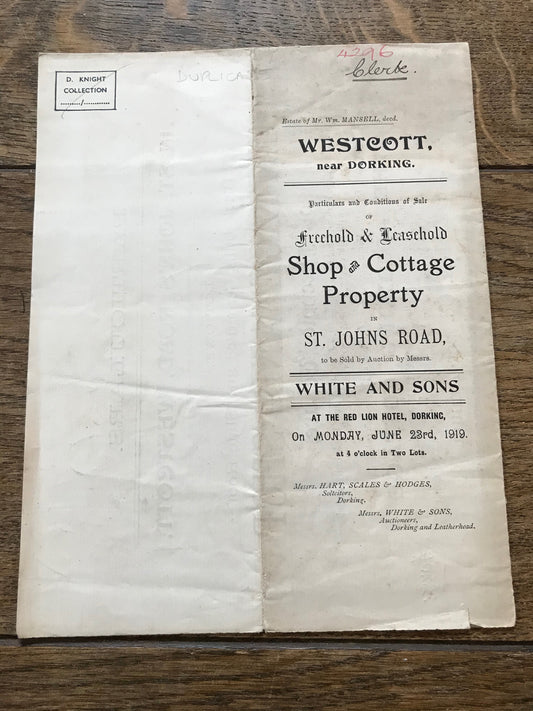 D. KNIGHT
COLLECTION
........./............
DUPLICATE
4296
Clerk.
Estate of Mr. Wm. MANSELL, decd.
WESTCOTT,
near DORKING.
Particulars and Conditions of Sale
OF
Freehold & Leasehold
Shop and Cottage
Property
IN
ST. JOHNS ROAD,
to be Sold by Auction by Messrs.
WHITE AND SONS
AT THE RED LION HOTEL, DORKING,
On MONDAY, JUNE 23rd, 1919.
at 4 o'clock in Two Lots.
Messrs. HART, SCALES & HODGES,
Solicitors,
Dorking.
Messrs. WHITE & SONS,
Auctioneers,
Dorking and Leatherhead.